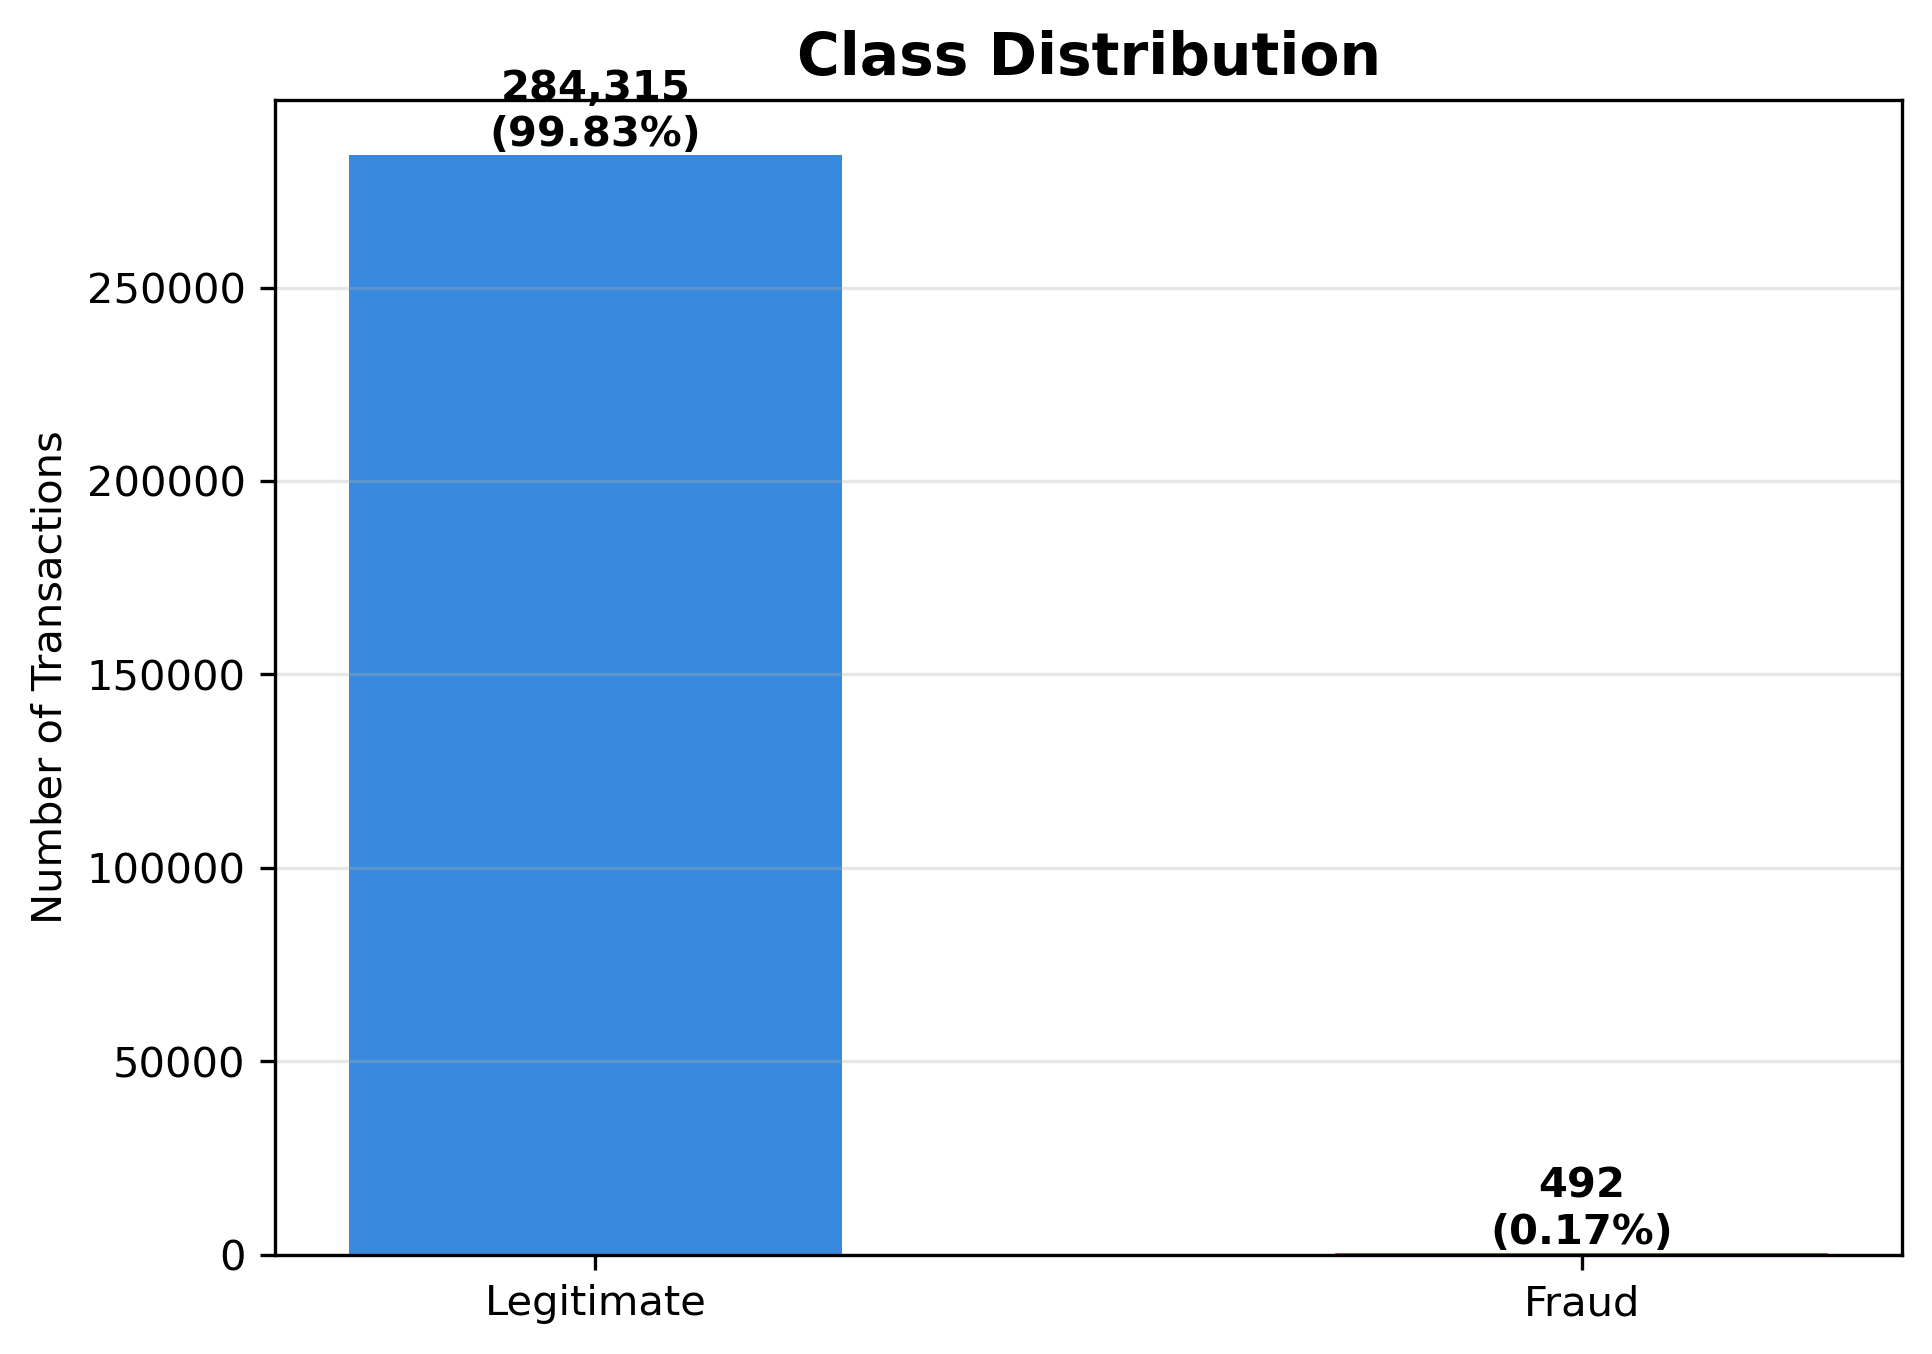 Class Distribution
284,315
(99.83%)
Number of Transactions
250000
200000
150000
100000
50000
0
492
(0.17%)
Legitimate
Fraud